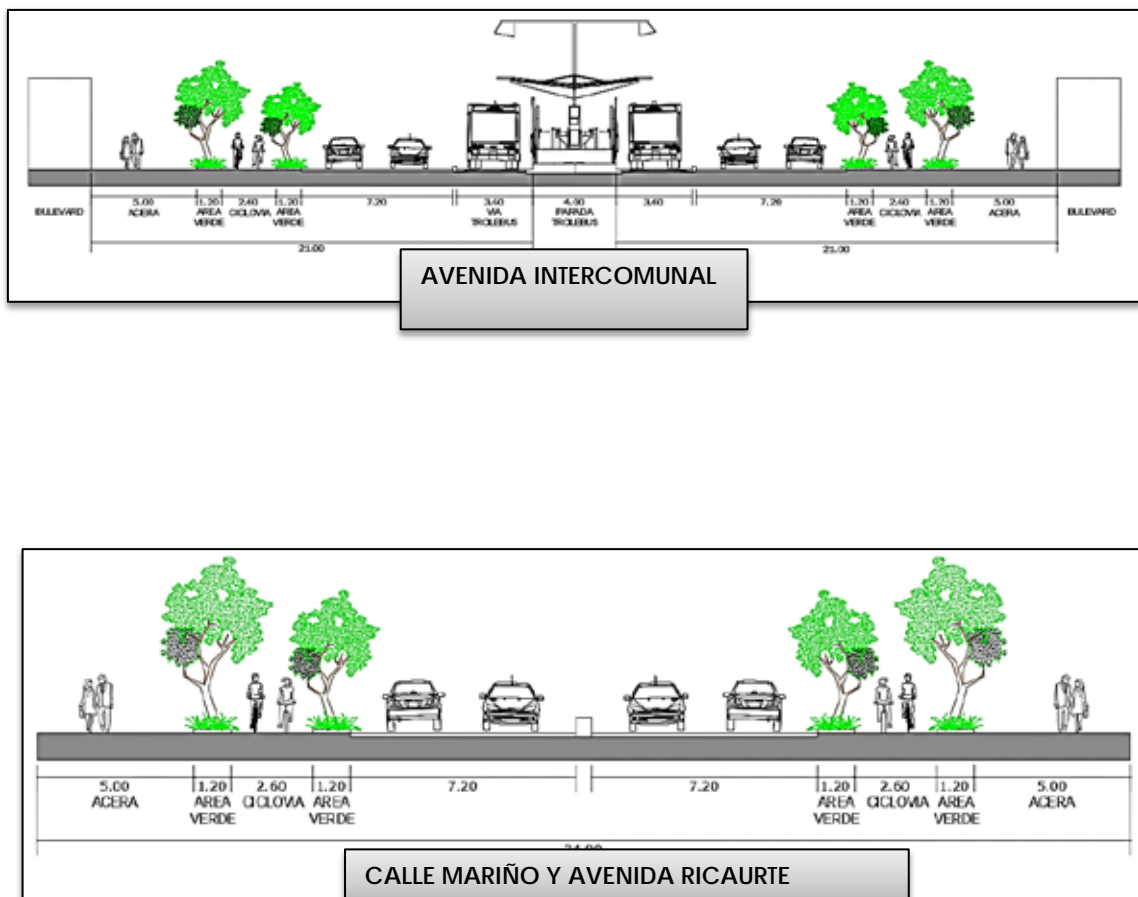 5.00 1.20 2.40 1.20 7.20 3.40 4.00 3.40 7.20 1.20 2.40 1.20 5.00
BULEVARD ACERA AREA CICLOVIA AREA VIA PARADA AREA CICLOVIA AREA ACERA BULEVARD
VERDE VERDE TROLEBUS TROLEBUS VERDE VERDE
21.00 21.00
AVENIDA INTERCOMUNAL
5.00 1.20 2.60 1.20 7.20 7.20 1.20 2.60 1.20 5.00
ACERA AREA CICLOVIA AREA AREA CICLOVIA AREA ACERA
VERDE VERDE VERDE VERDE
CALLE MARIÑO Y AVENIDA RICAURTE